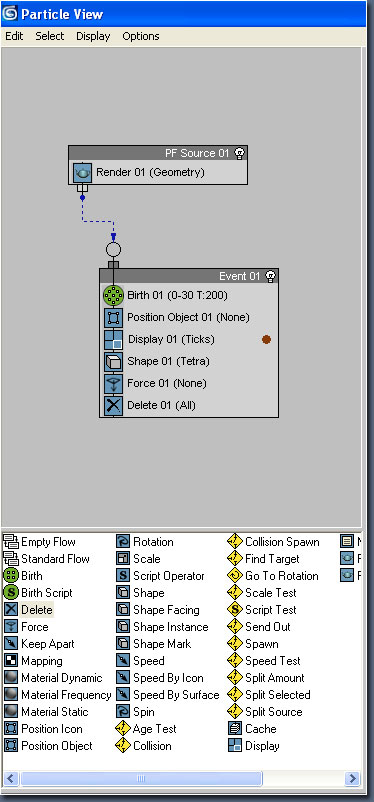 Particle View
Edit Select Display Options
PF Source 01
Render 01 (Geometry)
Event 01
Birth 01 (0-30 T:200)
Position Object 01 (None)
Display 01 (Ticks)
Shape 01 (Tetra)
Force 01 (None)
Delete 01 (All)
Empty Flow Rotation Collision Spawn
Standard Flow Scale Find Target
Birth Script Operator Go To Rotation
Birth Script Shape Scale Test
Delete Shape Facing Script Test
Force Shape Instance Send Out
Keep Apart Shape Mark Spawn
Mapping Speed Speed Test
Material Dynamic Speed By Icon Split Amount
Material Frequency Speed By Surface Split Selected
Material Static Spin Split Source
Position Icon Age Test Cache
Position Object Collision Display